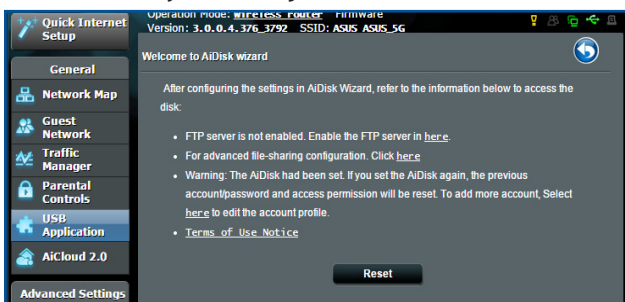 Quick Internet
Setup
General
Network Map
Guest
Network
Traffic
Manager
Parental
Controls
USB
Application
AiCloud 2.0
Advanced Settings
Operation Mode: Wireless router Firmware
Version: 3.0.0.4.376_3792 SSID: ASUS ASUS_5G
Welcome to AiDisk wizard
After configuring the settings in AiDisk Wizard, refer to the information below to access the
disk:
• FTP server is not enabled. Enable the FTP server in here.
• For advanced file-sharing configuration. Click here
• Warning: The AiDisk had been set. If you set the AiDisk again, the previous
account/password and access permission will be reset. To add more account, Select
here to edit the account profile.
• Terms of Use Notice
Reset